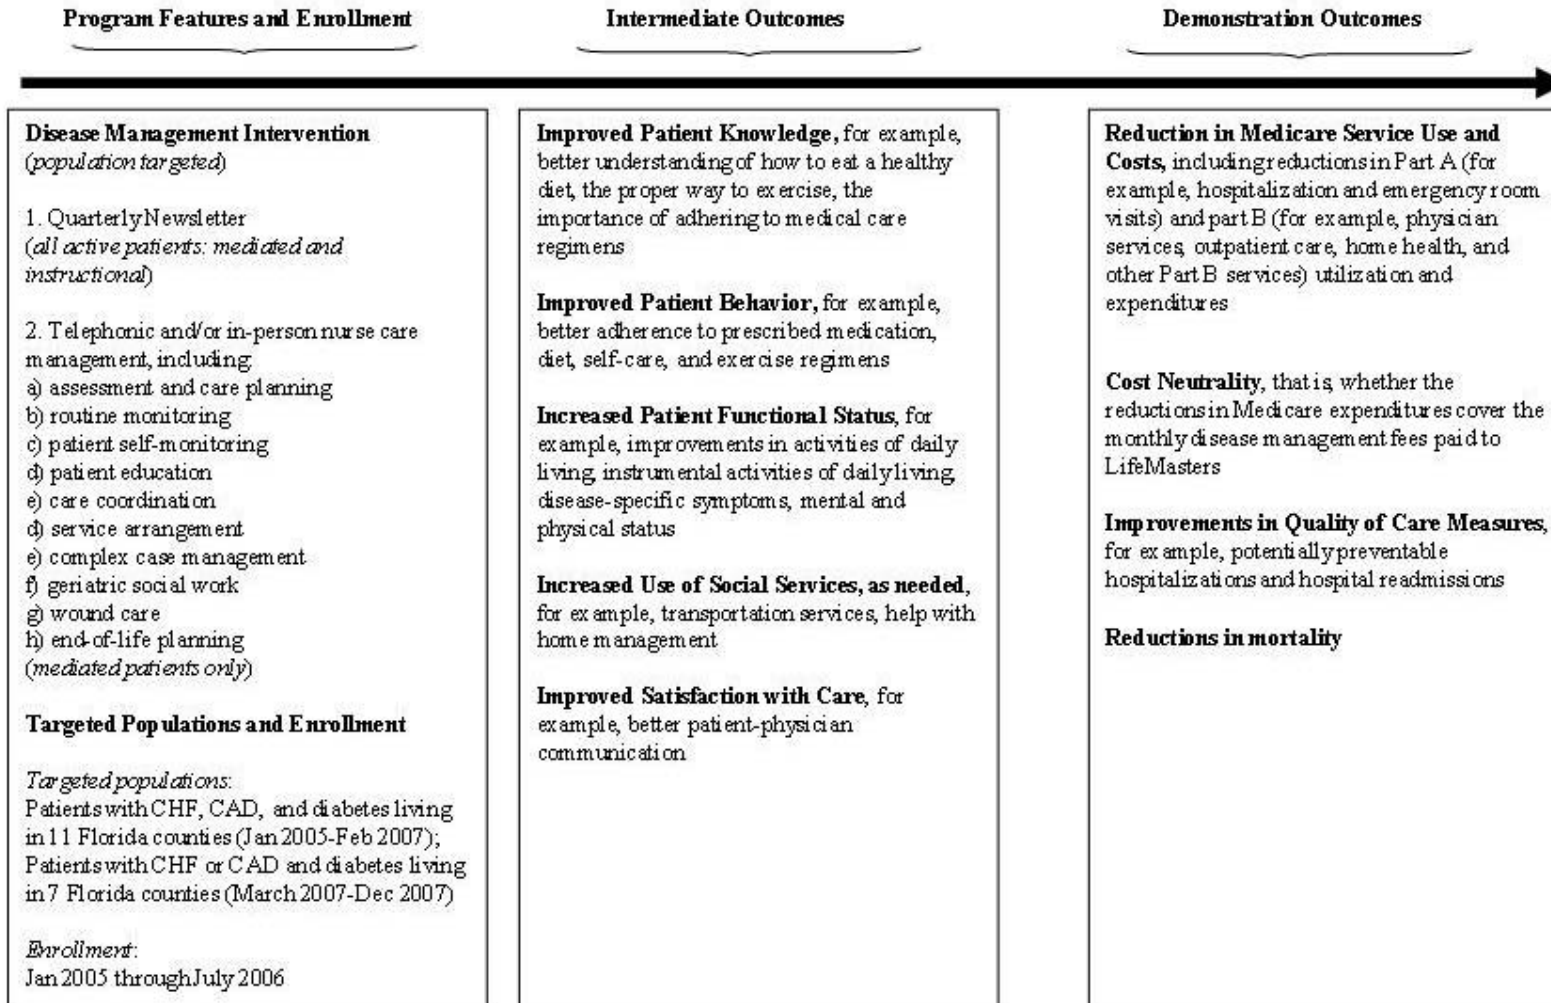 Program Features and Enrollment
Intermediate Outcomes
Demonstration Outcomes
Disease Management Intervention
(population targeted)
1. Quarterly Newsletter
(all active patients: mediated and
instructional)
2. Telephonic and/or in-person nurse care
management, including:
a) assessment and care planning
b) routine monitoring
c) patient self-monitoring
d) patient education
e) care coordination
d) service arrangement
e) complex case management
f) geriatric social work
g) wound care
h) end-of-life planning
(mediated patients only)
Targeted Populations and Enrollment
Targeted populations:
Patients with CHF, CAD, and diabetes living
in 11 Florida counties (Jan 2005-Feb 2007);
Patients with CHF or CAD and diabetes living
in 7 Florida counties (March 2007-Dec 2007)
Enrollment:
Jan 2005 through July 2006
Improved Patient Knowledge, for example,
better understanding of how to eat a healthy
diet, the proper way to exercise, the
importance of adhering to medical care
regimens
Improved Patient Behavior, for example,
better adherence to prescribed medication,
diet, self-care, and exercise regimens
Increased Patient Functional Status, for
example, improvements in activities of daily
living, instrumental activities of daily living,
disease-specific symptoms, mental and
physical status
Increased Use of Social Services, as needed,
for example, transportation services, help with
home management
Improved Satisfaction with Care, for
example, better patient-physician
communication
Reduction in Medicare Service Use and
Costs, including reductions in Part A (for
example, hospitalization and emergency room
visits) and part B (for example, physician
services, outpatient care, home health, and
other Part B services) utilization and
expenditures
Cost Neutrality, that is, whether the
reductions in Medicare expenditures cover the
monthly disease management fees paid to
LifeMasters
Improvements in Quality of Care Measures,
for example, potentially preventable
hospitalizations and hospital readmissions
Reductions in mortality